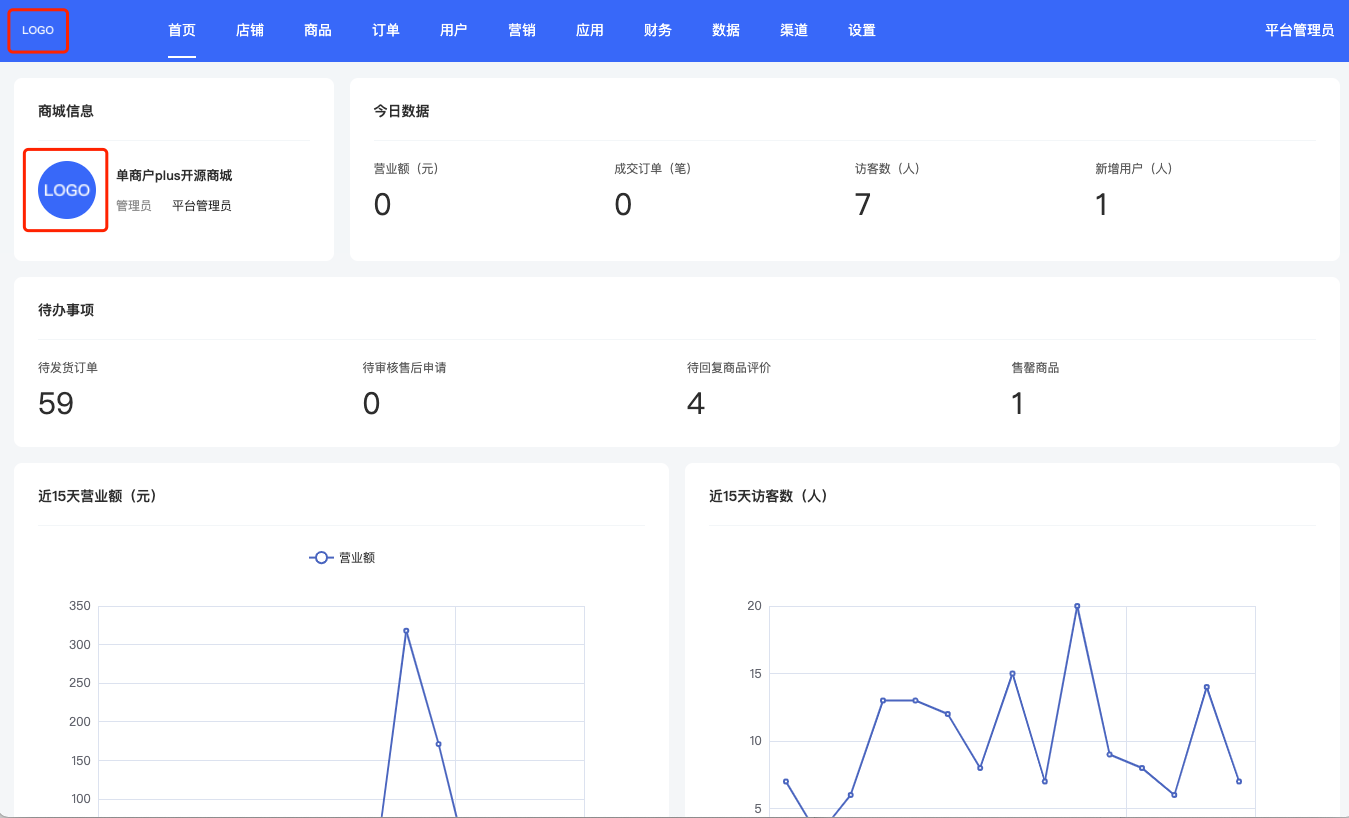 LOGO 首页 店铺 商品 订单 用户 营销 应用 财务 数据 渠道 设置 平台管理员
商城信息
LOGO
单商户plus开源商城
管理员 平台管理员
今日数据
营业额（元） 成交订单（笔） 访客数（人） 新增用户（人）
0 0 7 1
待办事项
待发货订单 待审核售后申请 待回复商品评价 售罄商品
59 0 4 1
近15天营业额（元）
营业额
350
300
250
200
150
100
近15天访客数（人）
20
15
10
5